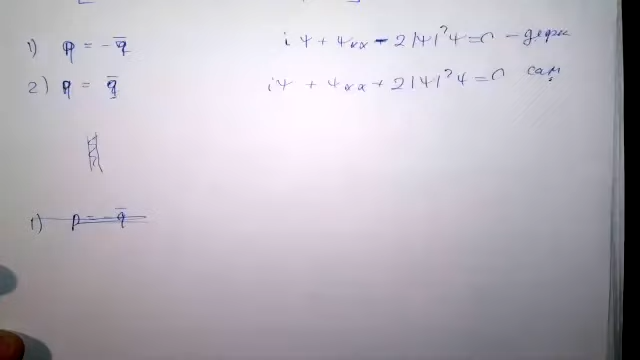 1) p = - q̅ iψ + ψxx - 2|ψ|²ψ = 0 -
2) p = q̅ iψ + ψxx + 2|ψ|²ψ = 0
1) p = - q̅